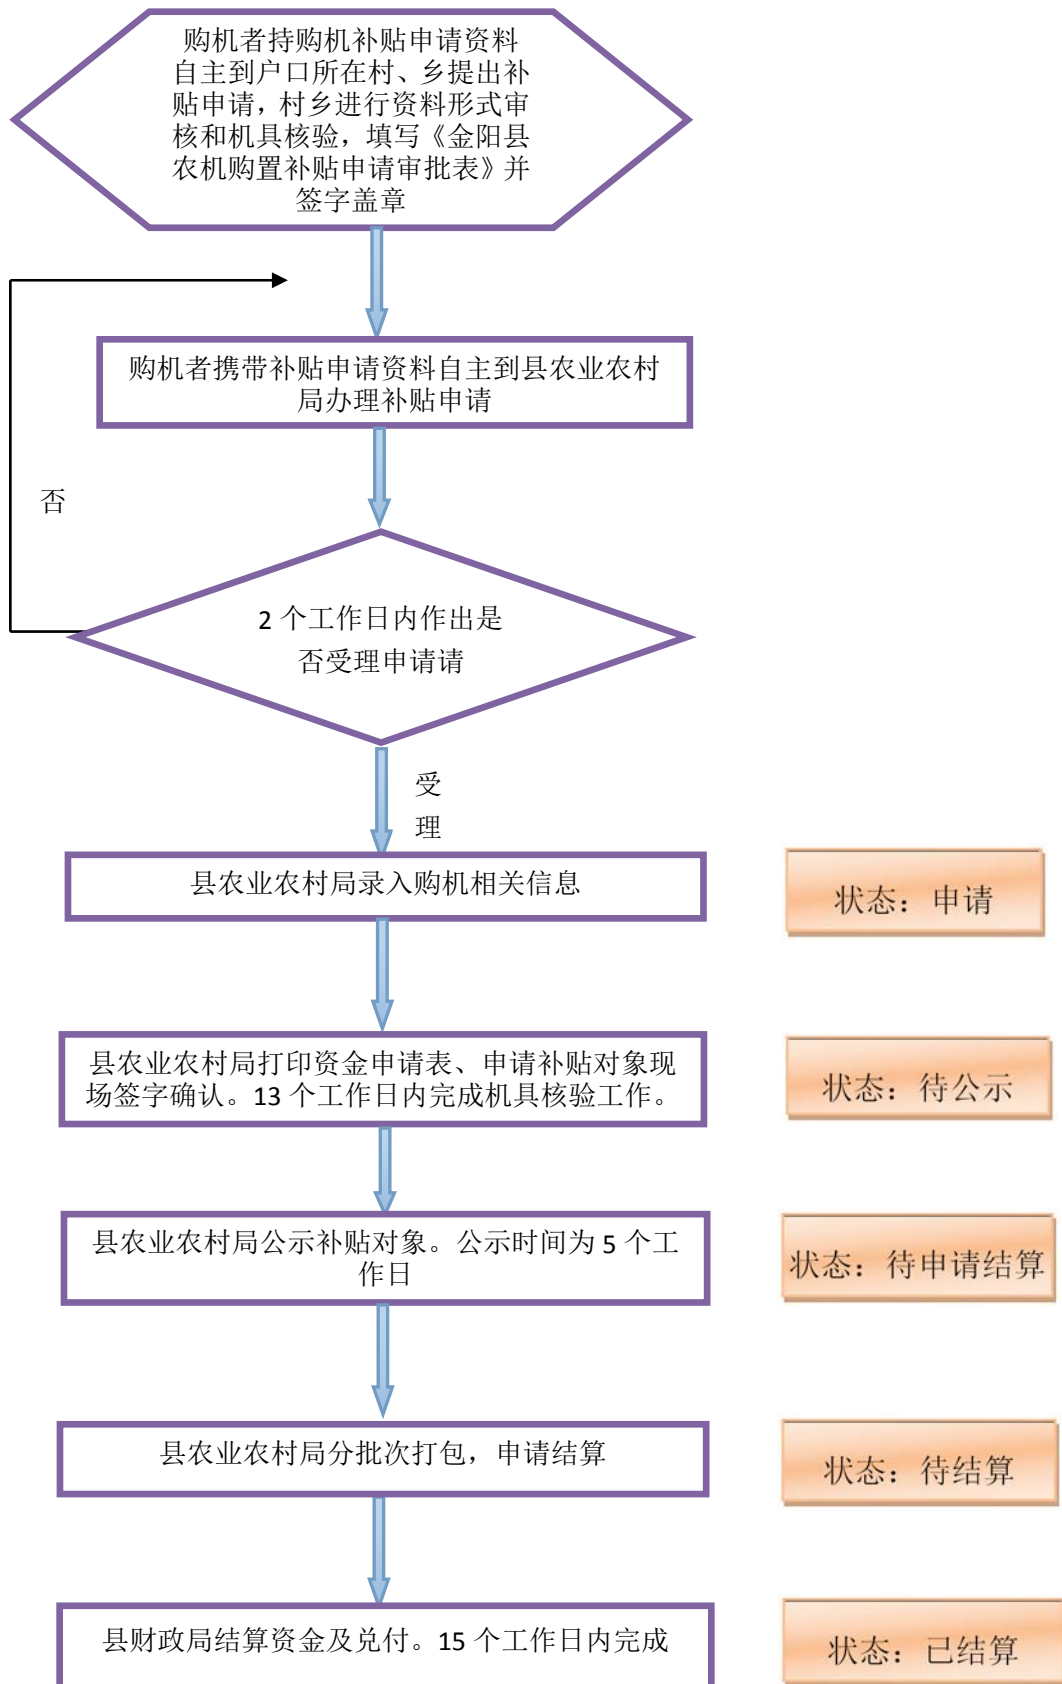 购机者持购机补贴申请资料
自主到户口所在村、乡提出补
贴申请，村乡进行资料形式审
核和机具核验，填写《金阳县
农机购置补贴申请审批表》并
签字盖章
购机者携带补贴申请资料自主到县农业农村
局办理补贴申请
否
2 个工作日内作出是
否受理申请请
受
理
县农业农村局录入购机相关信息
状态：申请
县农业农村局打印资金申请表、申请补贴对象现
场签字确认。13 个工作日内完成机具核验工作。
状态：待公示
县农业农村局公示补贴对象。公示时间为 5 个工
作日
状态：待申请结算
县农业农村局分批次打包，申请结算
状态：待结算
县财政局结算资金及兑付。15 个工作日内完成
状态：已结算